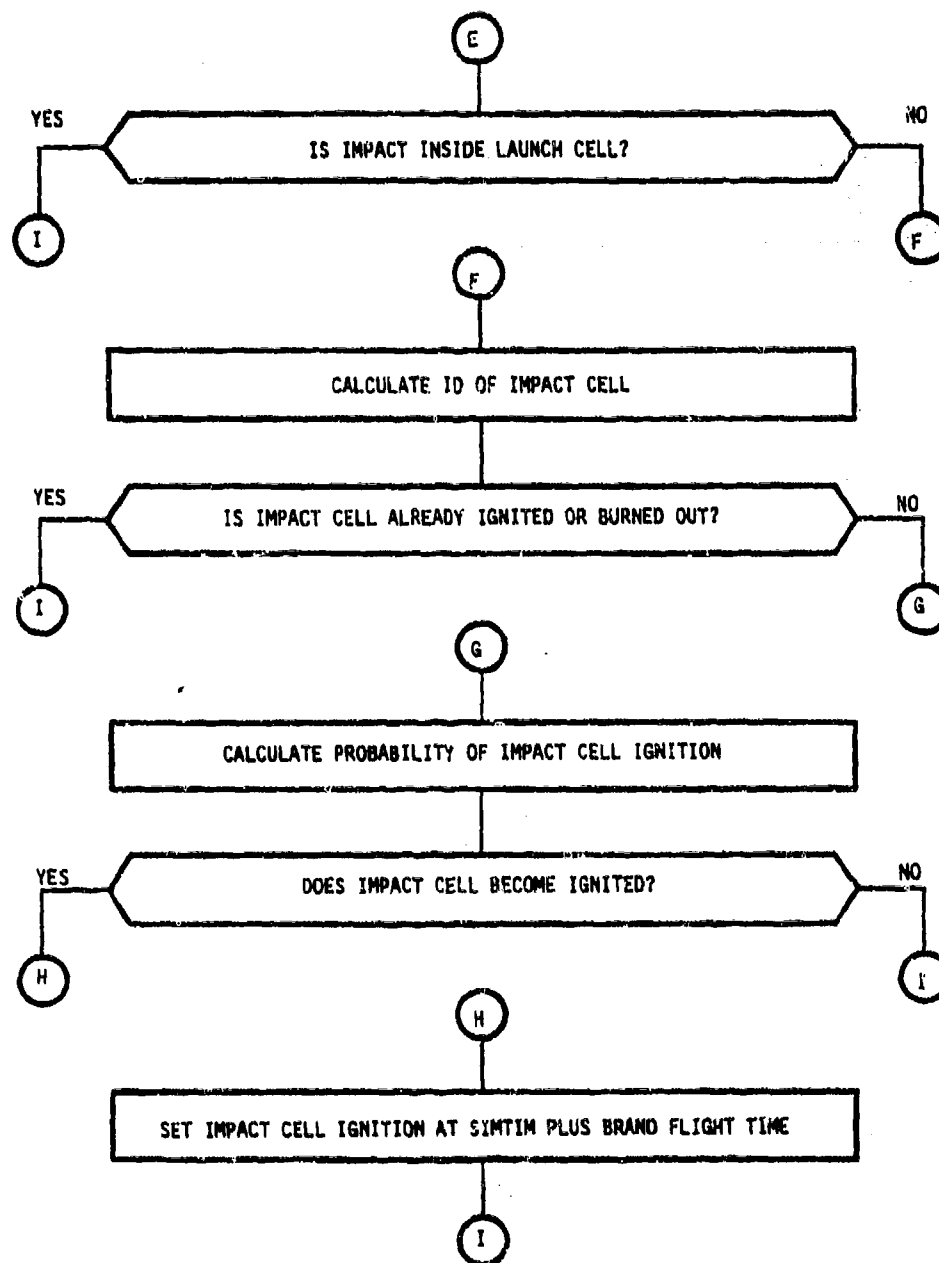 E
YES
NO
IS IMPACT INSIDE LAUNCH CELL?
I
F
F
CALCULATE ID OF IMPACT CELL
YES
NO
IS IMPACT CELL ALREADY IGNITED OR BURNED OUT?
I
G
G
CALCULATE PROBABILITY OF IMPACT CELL IGNITION
YES
NO
DOES IMPACT CELL BECOME IGNITED?
H
I
H
SET IMPACT CELL IGNITION AT SIMTIM PLUS BRAND FLIGHT TIME
I